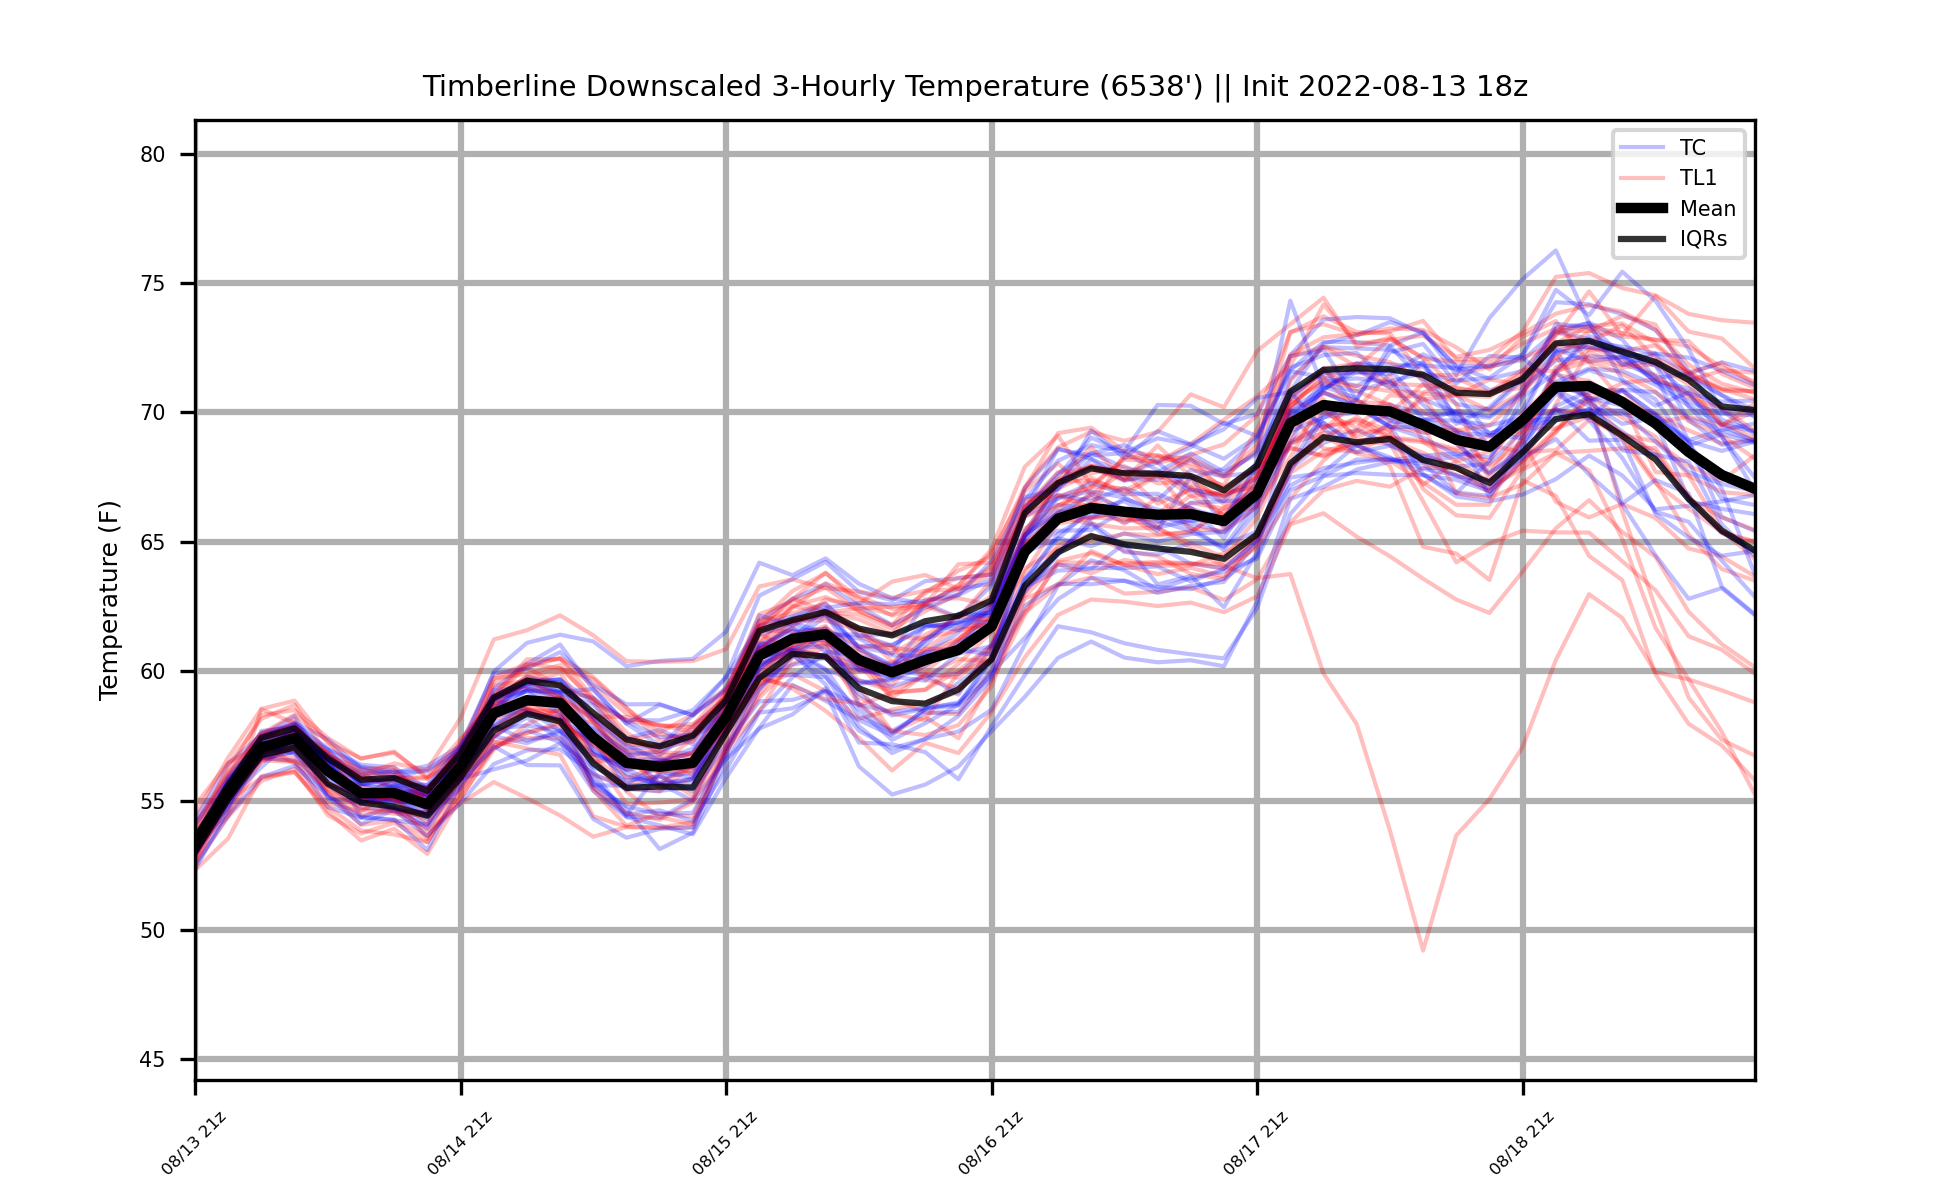 Timberline Downscaled 3-Hourly Temperature (6538') || Init 2022-08-13 18z
TC
TL1
Mean
IQRs
Temperature (F)
80
75
70
65
60
55
50
45
08/13 21z
08/14 21z
08/15 21z
08/16 21z
08/17 21z
08/18 21z